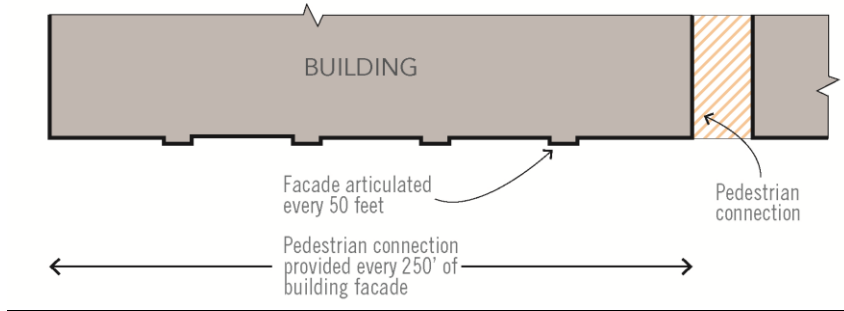 BUILDING
Facade articulated
every 50 feet
Pedestrian
connection
Pedestrian connection
provided every 250' of
building facade